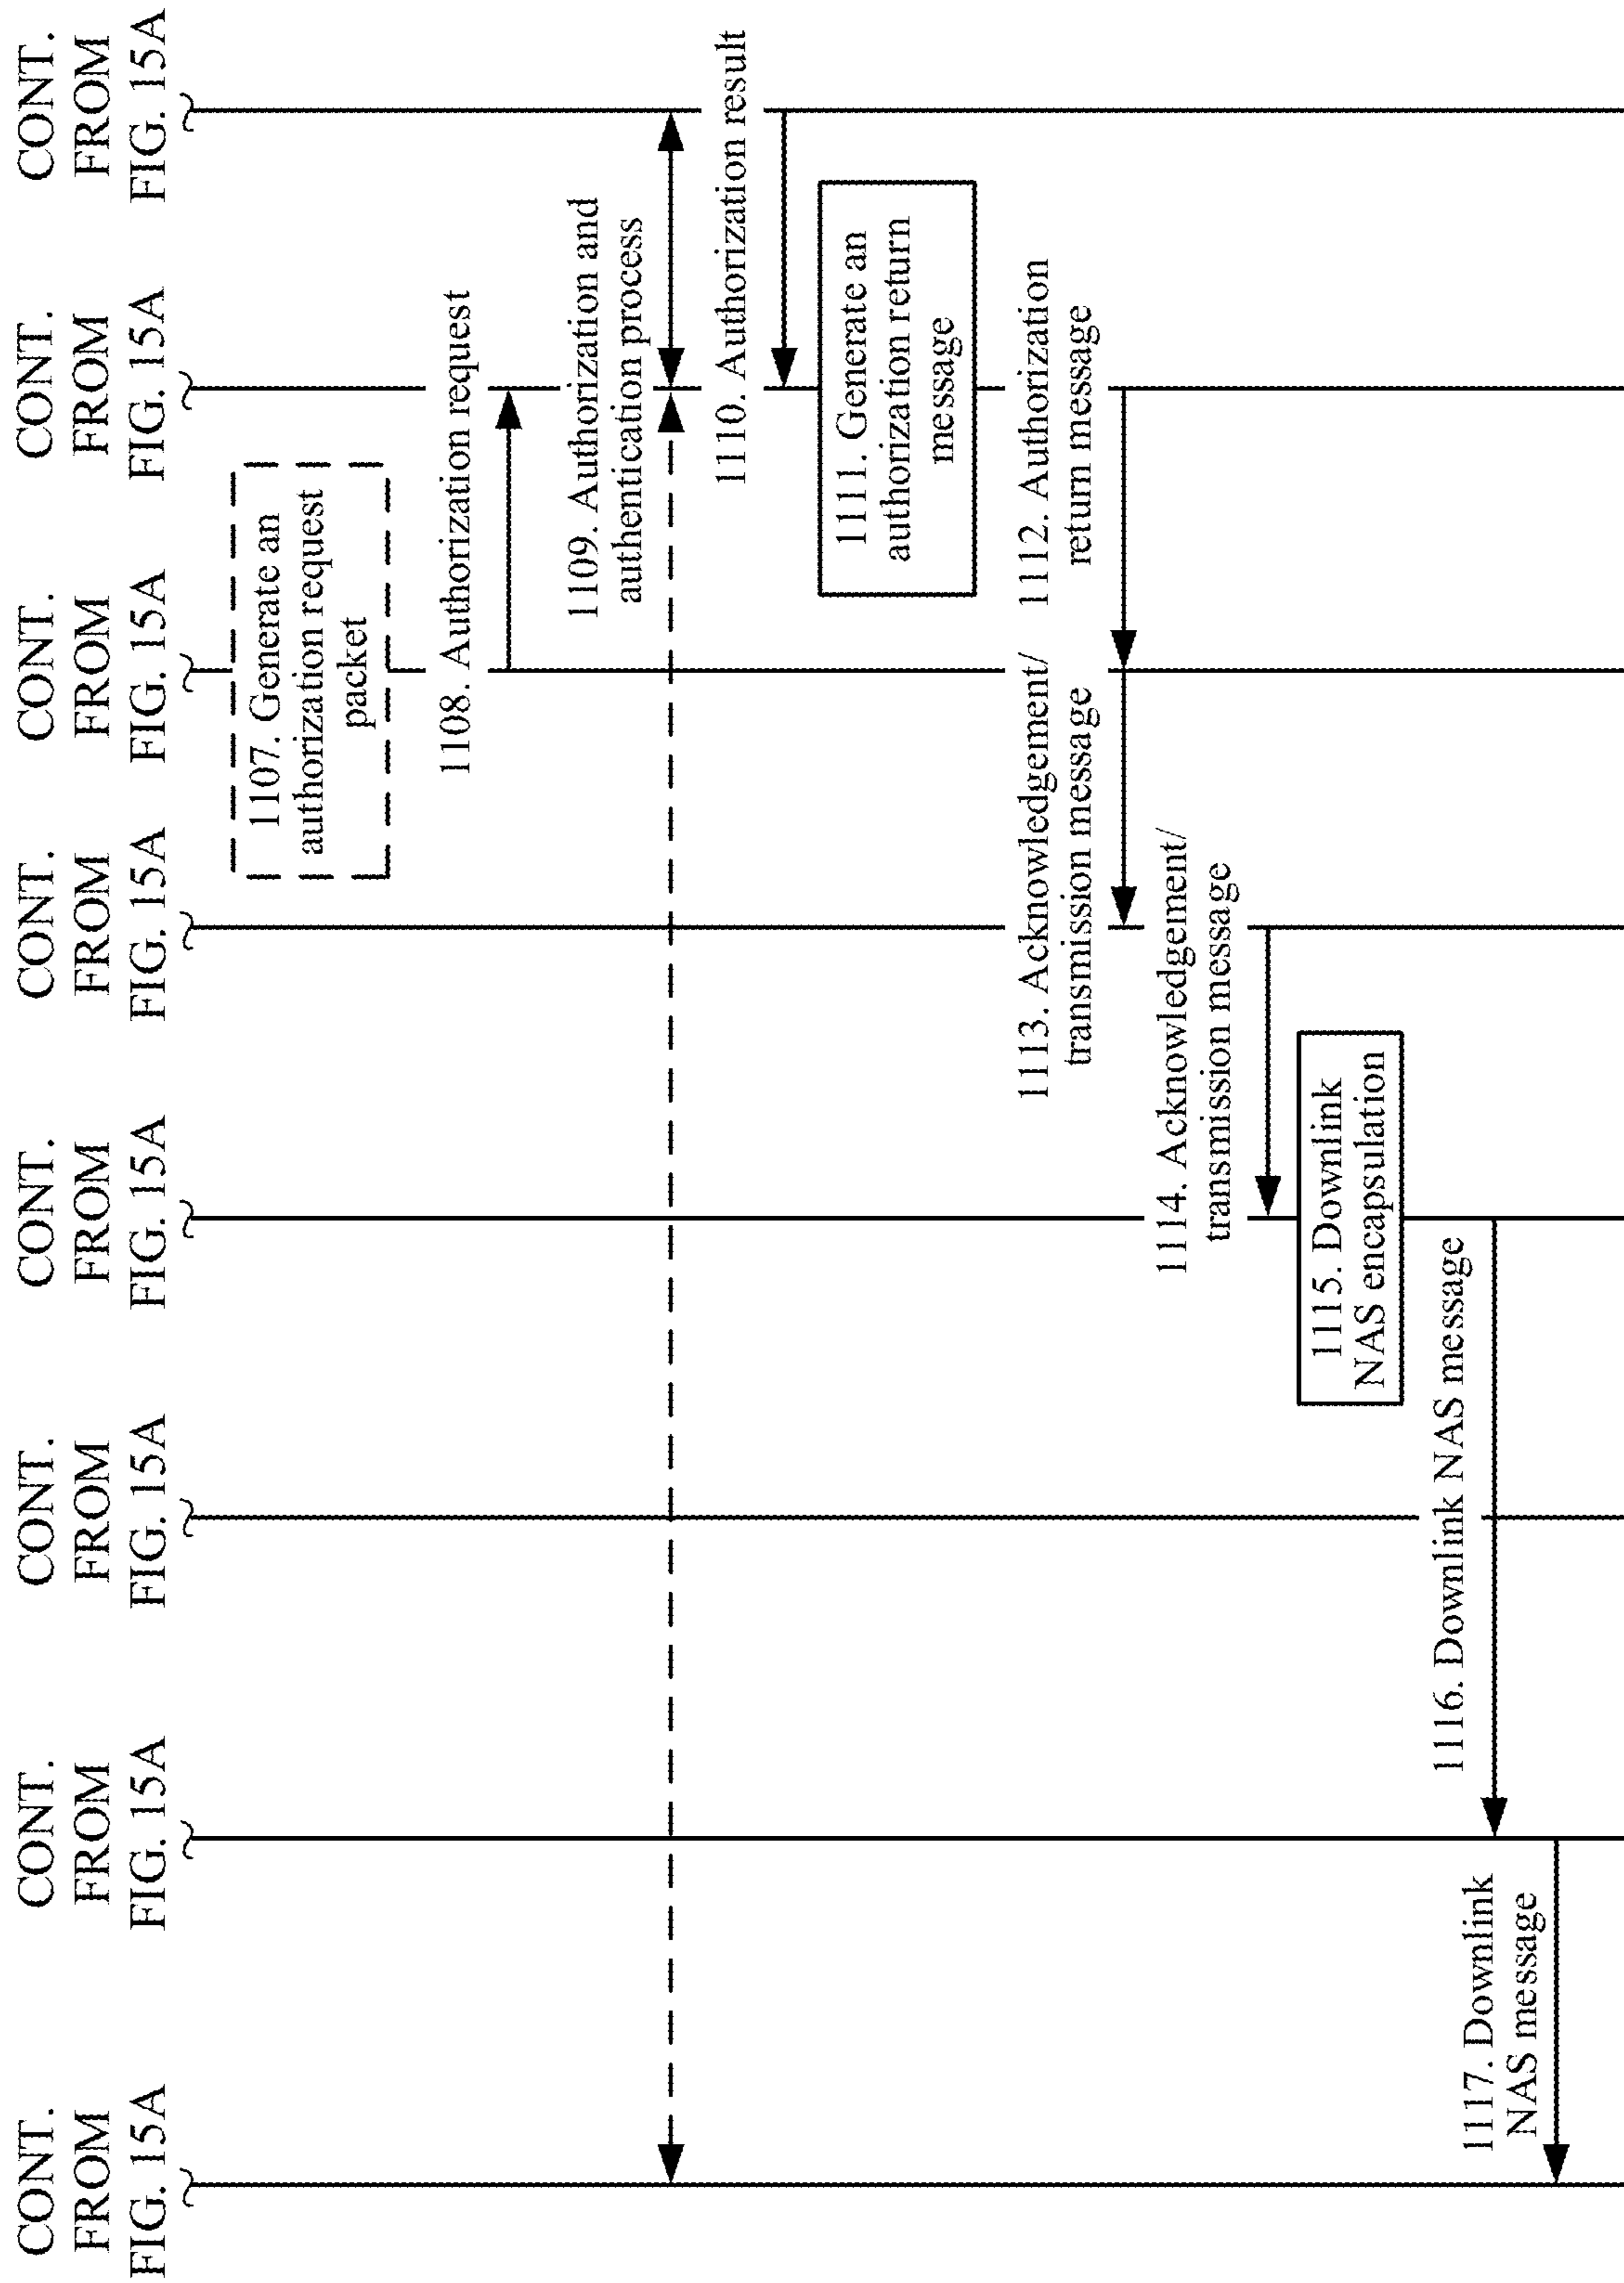 CONT.
FROM
FIG. 15A
CONT.
FROM
FIG. 15A
CONT.
FROM
FIG. 15A
CONT.
FROM
FIG. 15A
CONT.
FROM
FIG. 15A
CONT.
FROM
FIG. 15A
CONT.
FROM
FIG. 15A
CONT.
FROM
FIG. 15A
1107. Generate an
authorization request
packet
1108. Authorization request
1109. Authorization and
authentication process
1110. Authorization result
1111. Generate an
authorization return
message
1112. Authorization
return message
1113. Acknowledgement/
transmission message
1114. Acknowledgement/
transmission message
1115. Downlink
NAS encapsulation
1116. Downlink NAS message
1117. Downlink
NAS message